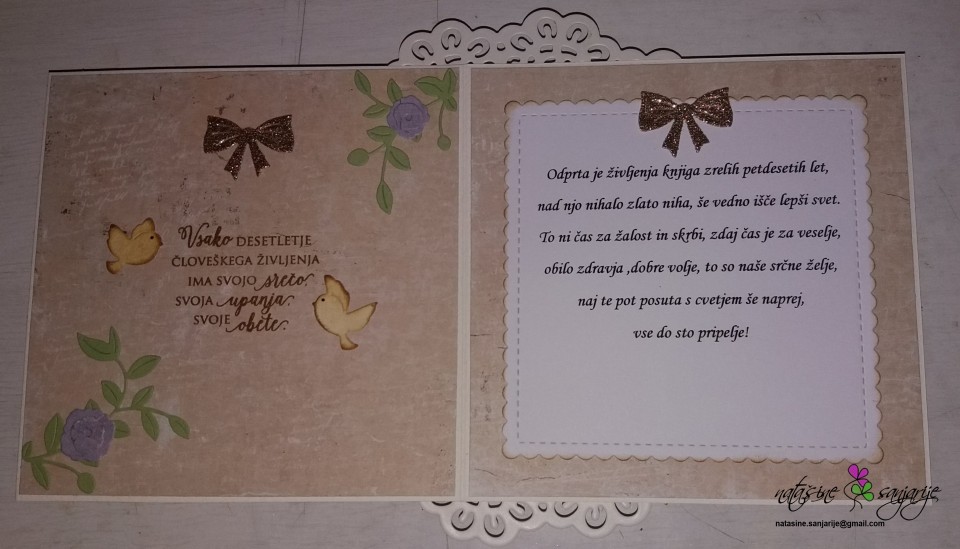 Vsako DESETLETJE
ČLOVEŠKEGA ŽIVLJENJA
IMA SVOJO srečo,
SVOJA upanja,
SVOJE obete.
Odprta je življenja knjiga zrelih petdesetih let,
nad njo nihalo zlato niha, še vedno išče lepši svet.
To ni čas za žalost in skrbi, zdaj čas je za veselje,
obilo zdravja ,dobre volje, to so naše srčne želje,
naj te pot posuta s cvetjem še naprej,
vse do sto pripelje!
natašine sanjarije
natasine.sanjarije@gmail.com